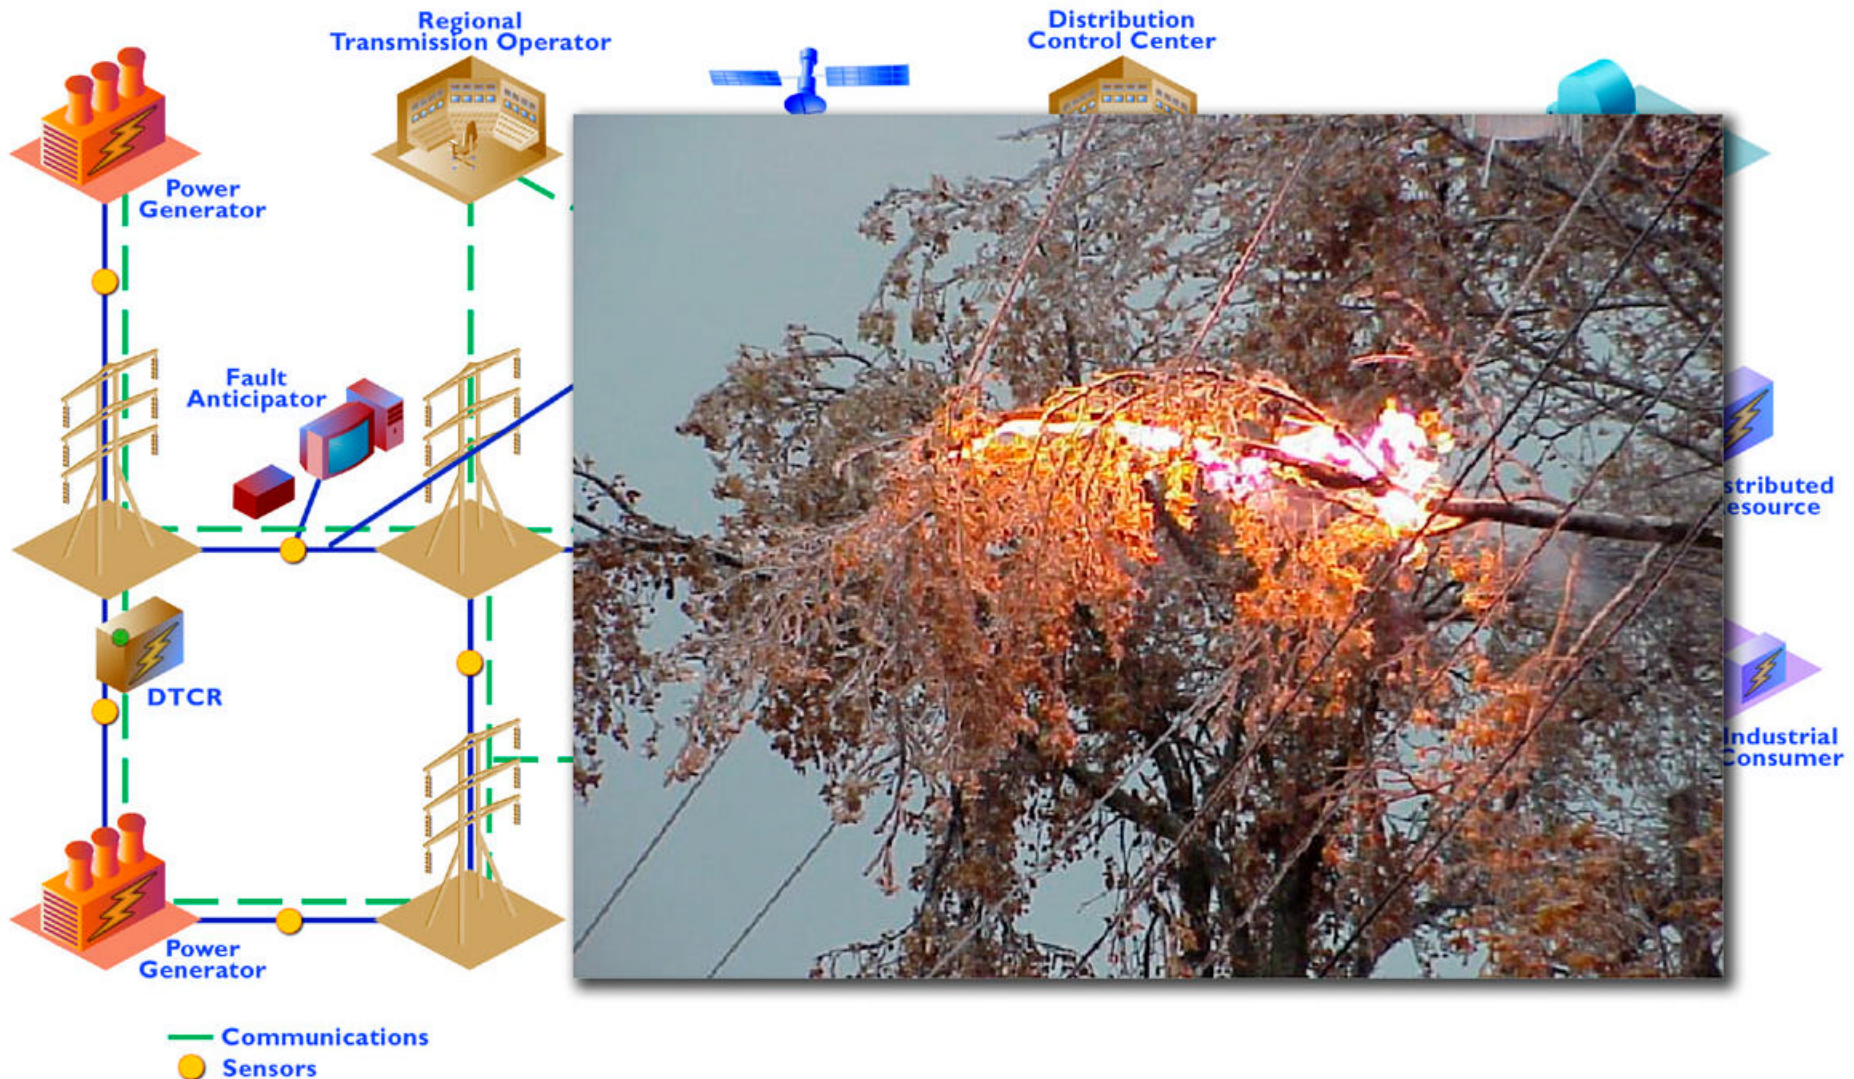 Regional
Transmission Operator
Distribution
Control Center
Power
Generator
Fault
Anticipator
stributed
esource
DTCR
Industrial
Consumer
Power
Generator
Communications
Sensors